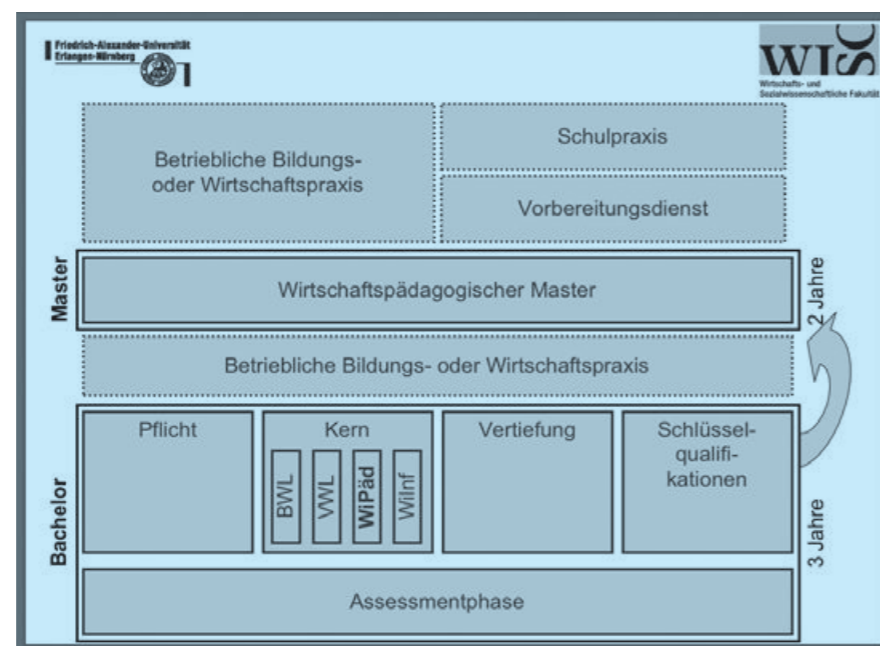 Friedrich-Alexander-Universität
Erlangen-Nürnberg
WISO
Wirtschafts- und
Sozialwissenschaftliche Fakultät
Betriebliche Bildungs-
oder Wirtschaftspraxis
Schulpraxis
Vorbereitungsdienst
Master
Wirtschaftspädagogischer Master
2 Jahre
Betriebliche Bildungs- oder Wirtschaftspraxis
Bachelor
Pflicht
Kern
BWL
VWL
WiPäd
WiInf
Vertiefung
Schlüssel-
qualifi-
kationen
3 Jahre
Assessmentphase